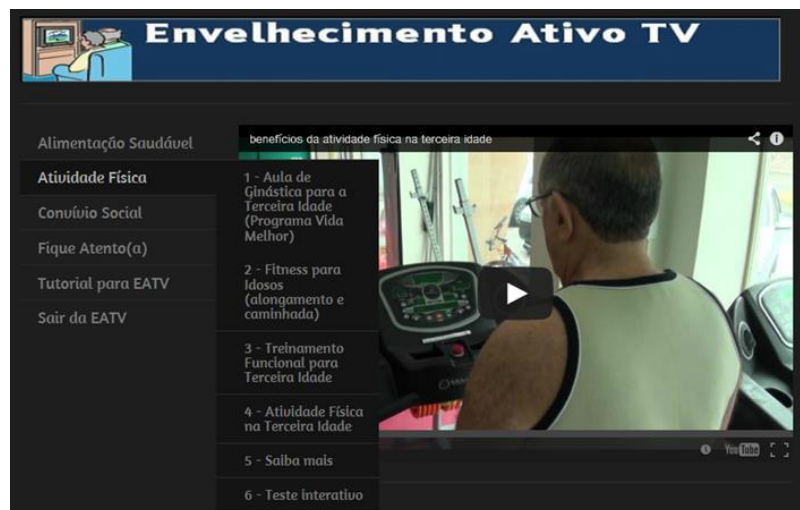 Envelhecimento Ativo TV
Alimentação Saudável
Atividade Física
Convívio Social
Fique Atento(a)
Tutorial para EATV
Sair da EATV
1 - Aula de
Ginástica para a
Terceira Idade
(Programa Vida
Melhor)
2 - Fitness para
Idosos
(alongamento e
caminhada)
3 - Treinamento
Funcional para
Terceira Idade
4 - Atividade Física
na Terceira Idade
5 - Saiba mais
6 - Teste interativo
benefícios da atividade física na terceira idade
YouTube